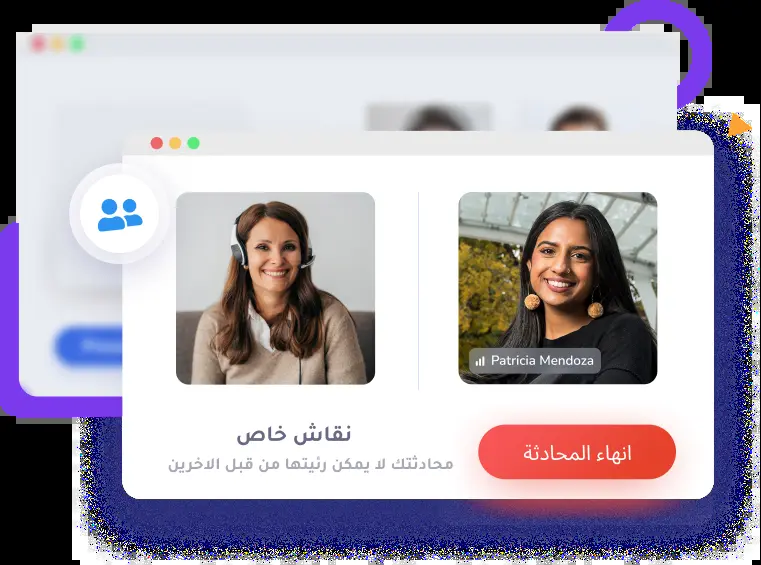 Patricia Mendoza
نقاش خاص
محادثتك لا يمكن رئيتها من قبل الاخرين
انهاء المحادثة